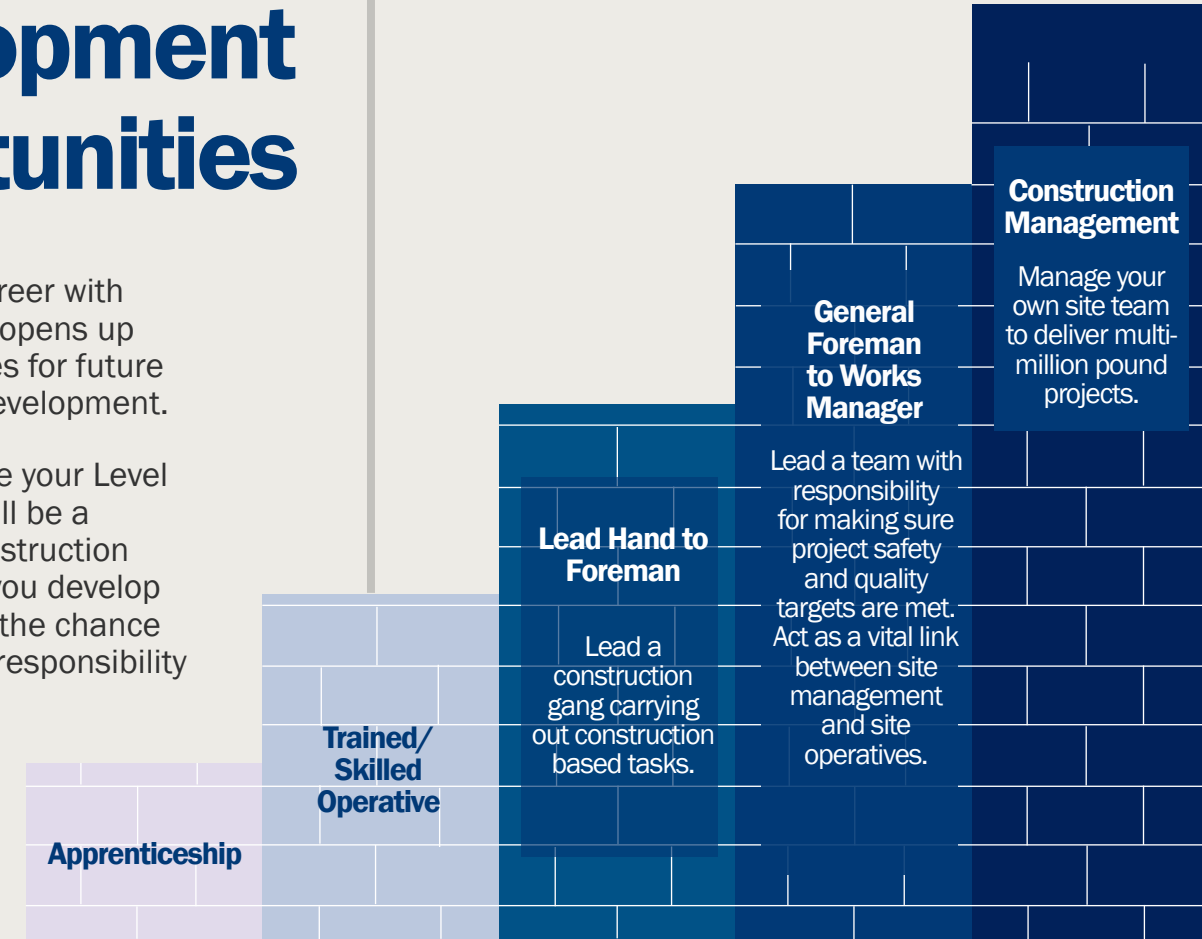 opment
tunities
reer with
opens up
es for future
evelopment.
e your Level
ll be a
struction
you develop
the chance
responsibility
Apprenticeship
Trained/
Skilled
Operative
Lead Hand to
Foreman
Lead a
construction
gang carrying
out construction
based tasks.
General
Foreman
to Works
Manager
Lead a team with
responsibility
for making sure
project safety
and quality
targets are met.
Act as a vital link
between site
management
and site
operatives.
Construction
Management
Manage your
own site team
to deliver multi-
million pound
projects.